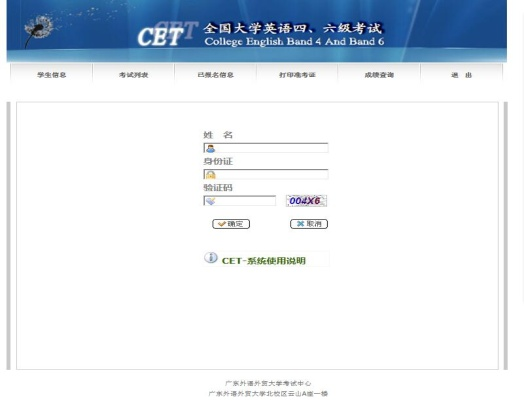 CET 全国大学英语四、六级考试
College English Band 4 And Band 6
学生信息 考试列表 已报名信息 打印准考证 成绩查询 退 出
姓 名
身份证
验证码
004X6
确定 取消
CET-系统使用说明
广东外语外贸大学考试中心
广东外语外贸大学北校区云山A座一楼